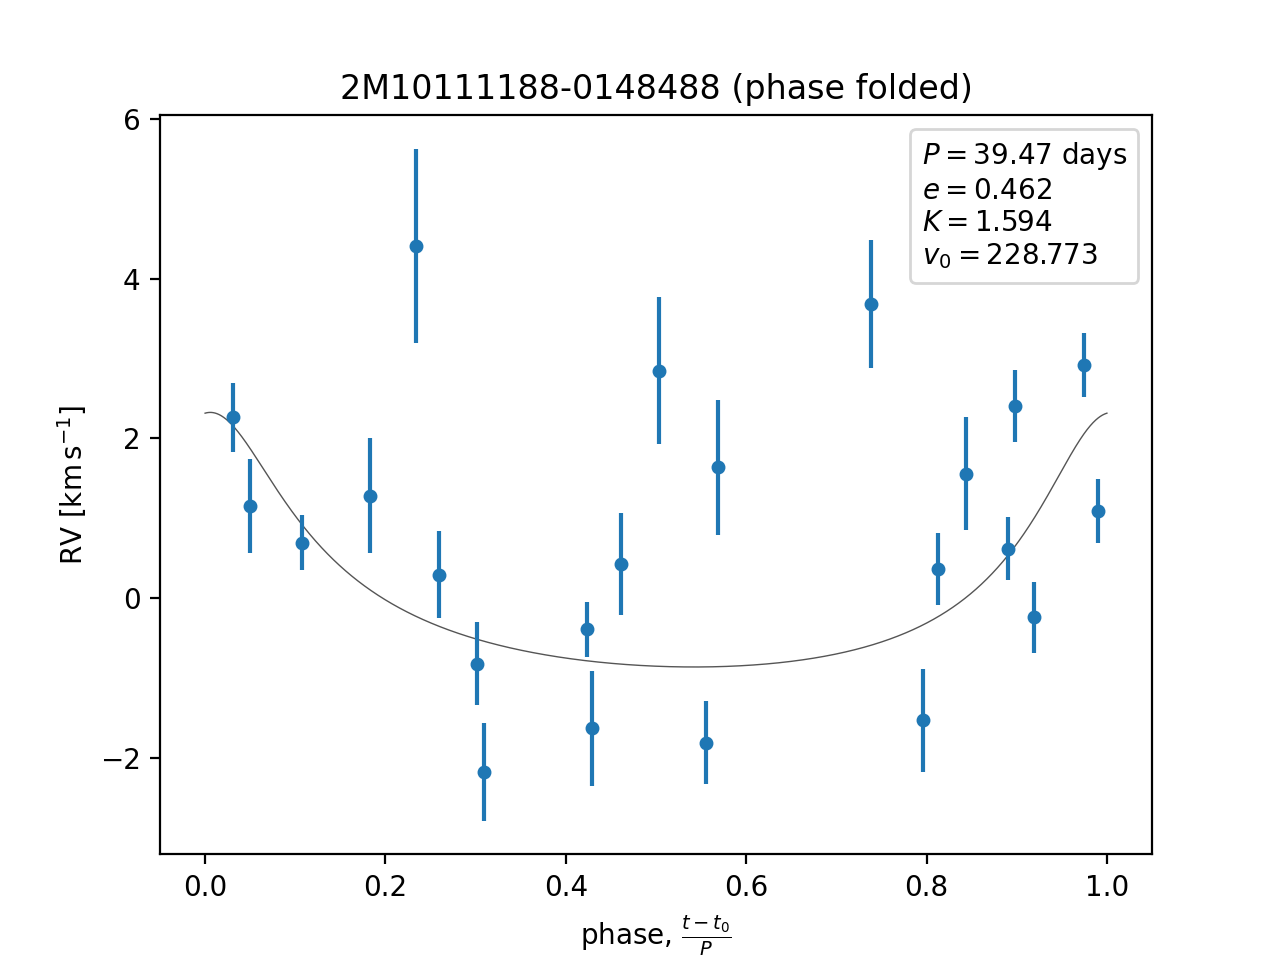 2M10111188-0148488 (phase folded)
6
4
2
0
−2
RV [km s⁻¹]
P = 39.47 days
e = 0.462
K = 1.594
v₀ = 228.773
0.0 0.2 0.4 0.6 0.8 1.0
phase, (t − t₀)/P